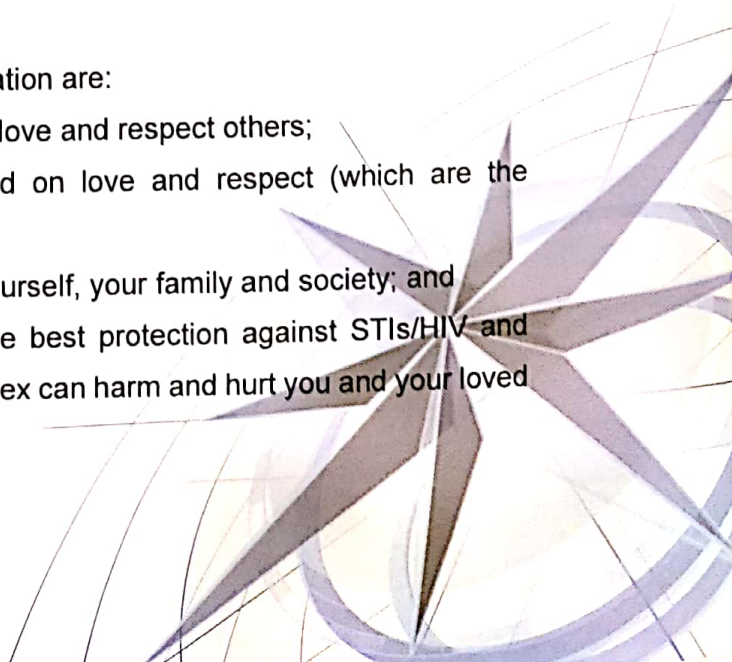 ation are:
love and respect others;
d on love and respect (which are the
urself, your family and society; and
e best protection against STIs/HIV and
ex can harm and hurt you and your loved